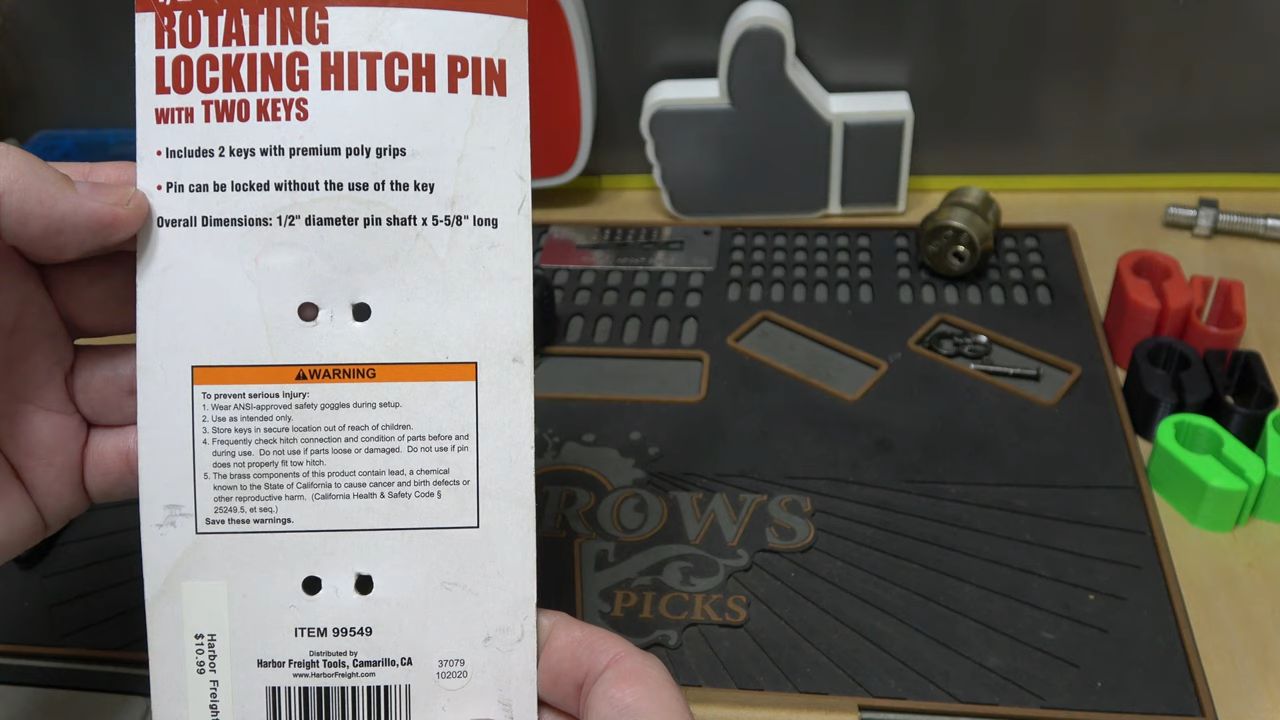 ROTATING
LOCKING HITCH PIN
WITH TWO KEYS
• Includes 2 keys with premium poly grips
• Pin can be locked without the use of the key
Overall Dimensions: 1/2" diameter pin shaft x 5-5/8" long
⚠WARNING
To prevent serious injury:
1. Wear ANSI-approved safety goggles during setup.
2. Use as intended only.
3. Store keys in secure location out of reach of children.
4. Frequently check hitch connection and condition of parts before and
during use. Do not use if parts loose or damaged. Do not use if pin
does not properly fit tow hitch.
5. The brass components of this product contain lead, a chemical
known to the State of California to cause cancer and birth defects or
other reproductive harm. (California Health & Safety Code §
25249.5, et seq.)
Save these warnings.
ITEM 99549
Distributed by
Harbor Freight Tools, Camarillo, CA
www.HarborFreight.com
37079
102020
Harbor Freight
$10.99
ROWS
PICKS